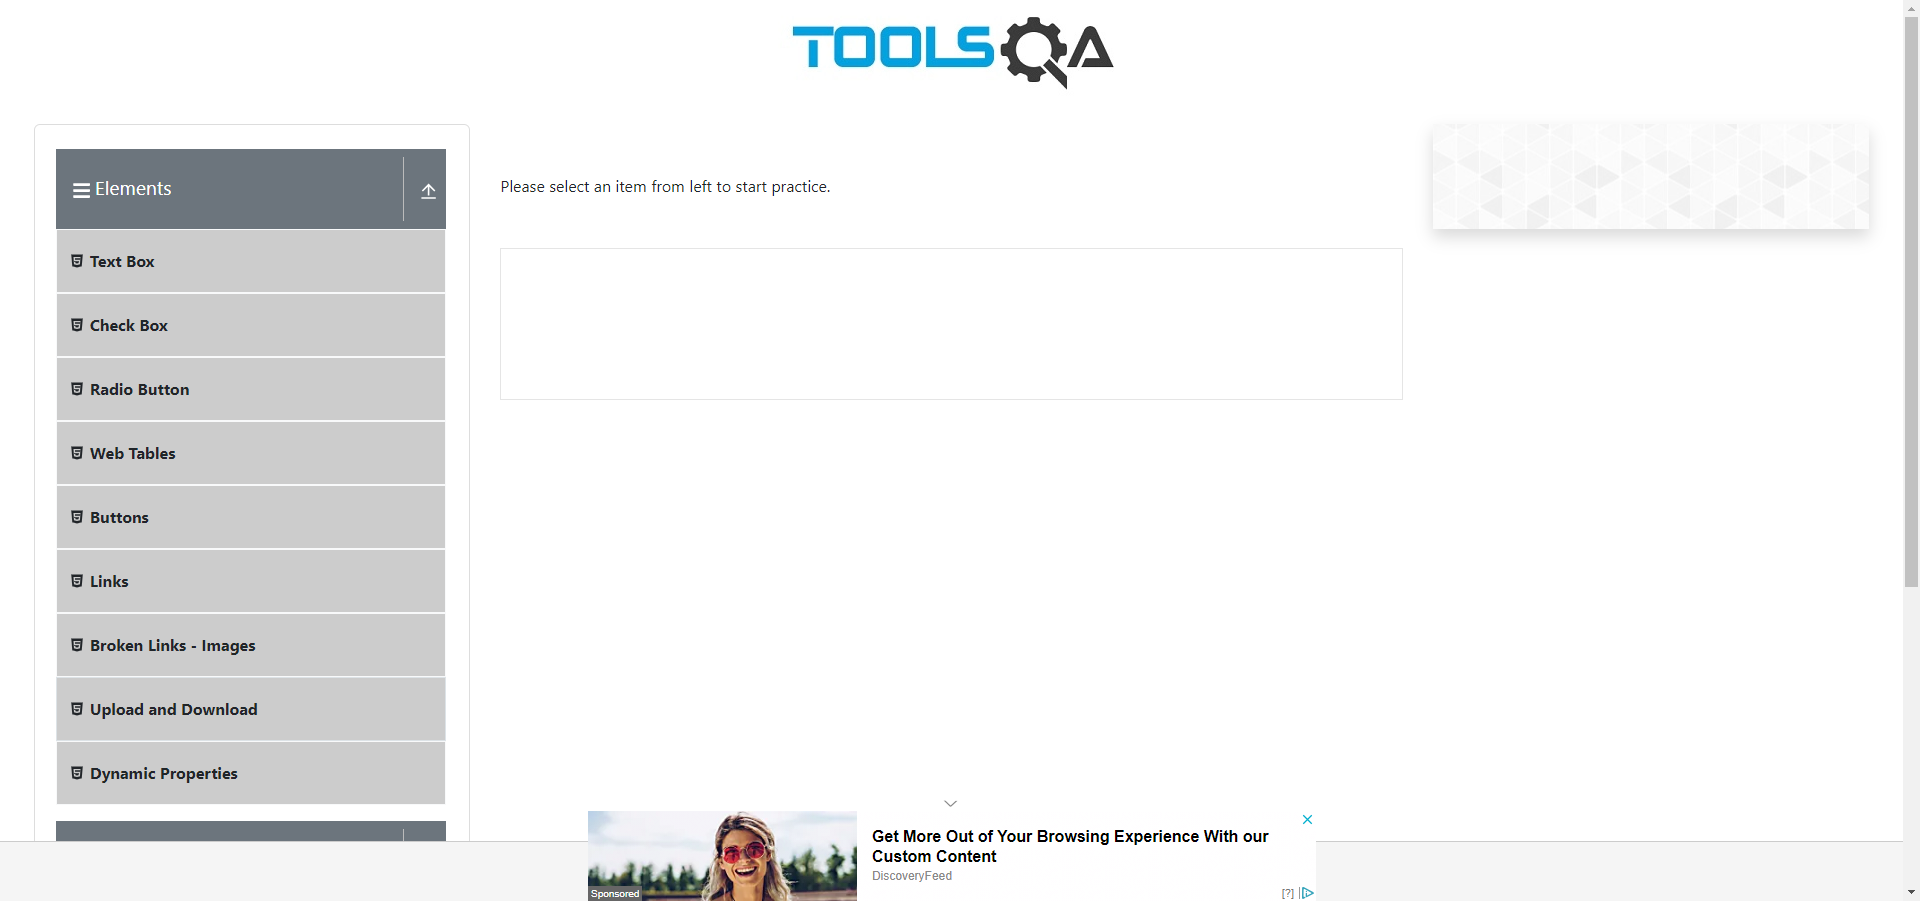 TOOLSQA
Elements
Please select an item from left to start practice.
Text Box
Check Box
Radio Button
Web Tables
Buttons
Links
Broken Links - Images
Upload and Download
Dynamic Properties
Get More Out of Your Browsing Experience With our
Custom Content
DiscoveryFeed
Sponsored
[?]